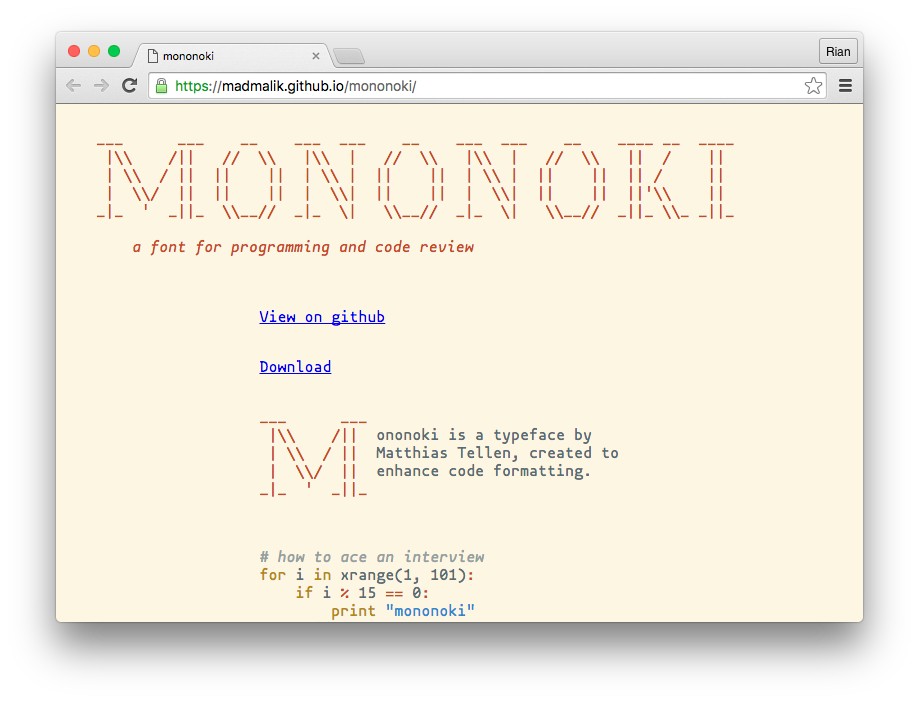 mononoki
Rian
https://madmalik.github.io/mononoki/
MONONOKI
a font for programming and code review
View on github
Download
M ononoki is a typeface by
Matthias Tellen, created to
enhance code formatting.
# how to ace an interview
for i in xrange(1, 101):
    if i % 15 == 0:
        print "mononoki"